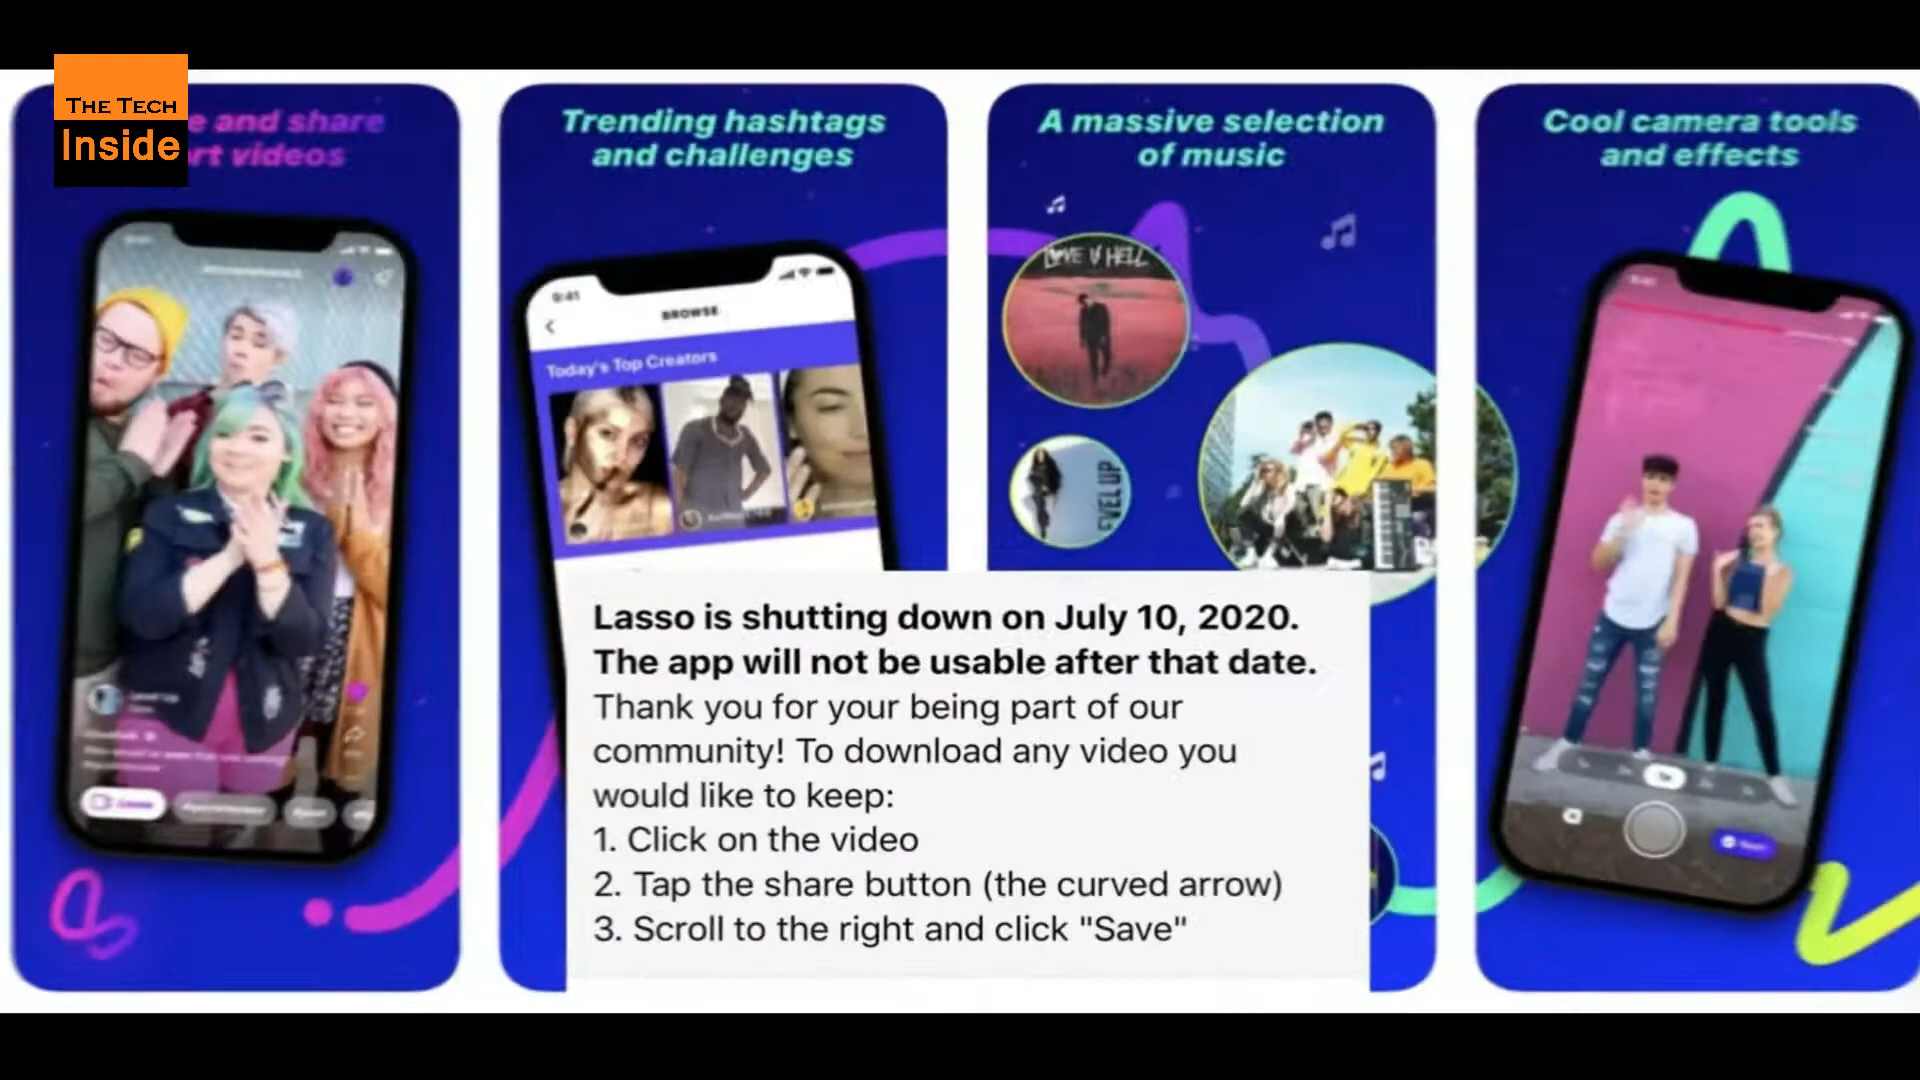 THE TECH
Inside
e and share
rt videos
Trending hashtags
and challenges
A massive selection
of music
Cool camera tools
and effects
9:41
BROWSE
Today's Top Creators
LOVE V HELL
EVEL UP
Lasso is shutting down on July 10, 2020.
The app will not be usable after that date.
Thank you for your being part of our
community! To download any video you
would like to keep:
1. Click on the video
2. Tap the share button (the curved arrow)
3. Scroll to the right and click "Save"